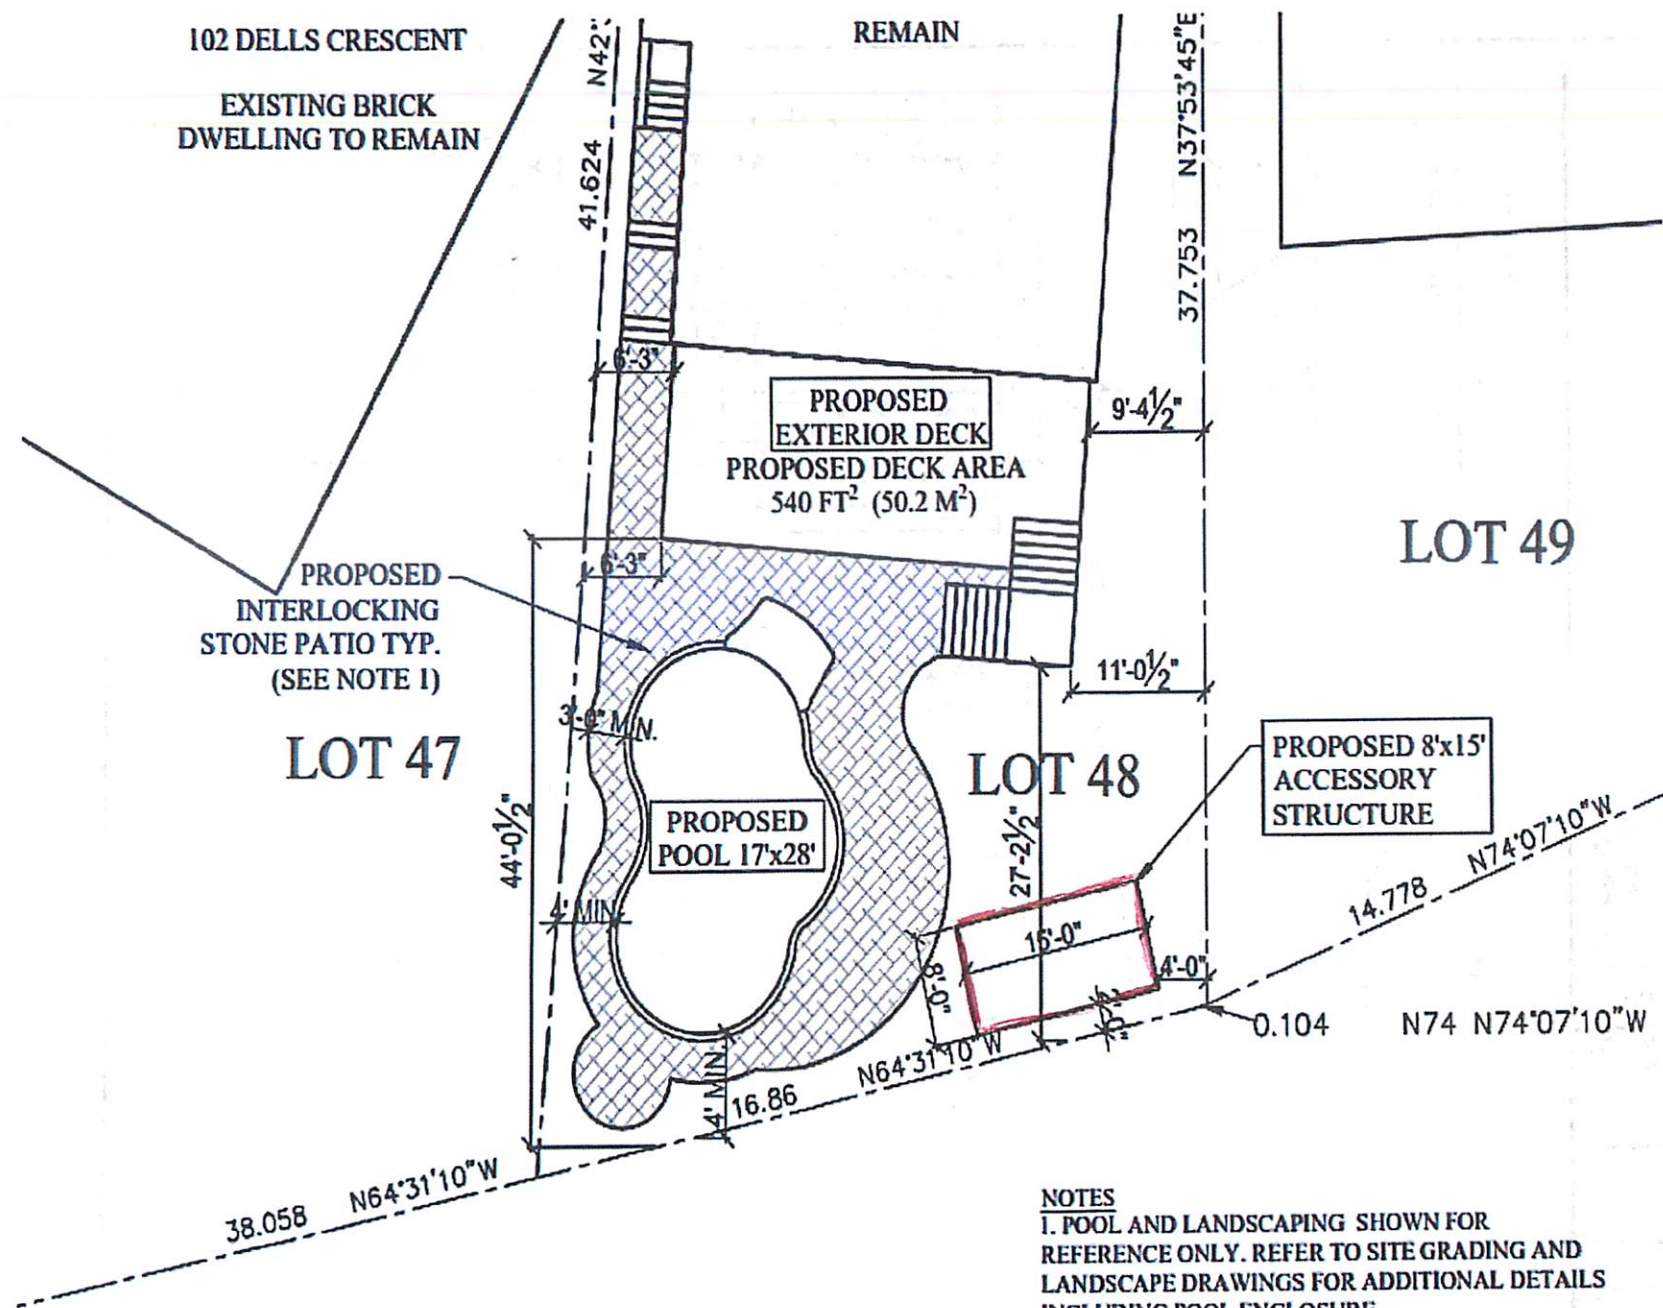 102 DELLS CRESCENT
EXISTING BRICK
DWELLING TO REMAIN
REMAIN
41.624
37.753 N37°53'45"E
6'-3"
PROPOSED
EXTERIOR DECK
PROPOSED DECK AREA
540 FT² (50.2 M²)
9'-4½"
LOT 49
6'-3"
PROPOSED
INTERLOCKING
STONE PATIO TYP.
(SEE NOTE 1)
11'-0½"
3'-0" MIN.
LOT 47
LOT 48
PROPOSED 8'x15'
ACCESSORY
STRUCTURE
44'-0½"
PROPOSED
POOL 17'x28'
27'-2½"
14.778 N74°07'10"W
4' MIN.
15'-0"
8'-0"
4'-0"
0.104 N74 N74°07'10"W
4' MIN.
16.86 N64°31'10"W
38.058 N64°31'10"W
NOTES
1. POOL AND LANDSCAPING SHOWN FOR
REFERENCE ONLY. REFER TO SITE GRADING AND
LANDSCAPE DRAWINGS FOR ADDITIONAL DETAILS
INCLUDING POOL ENCLOSURE